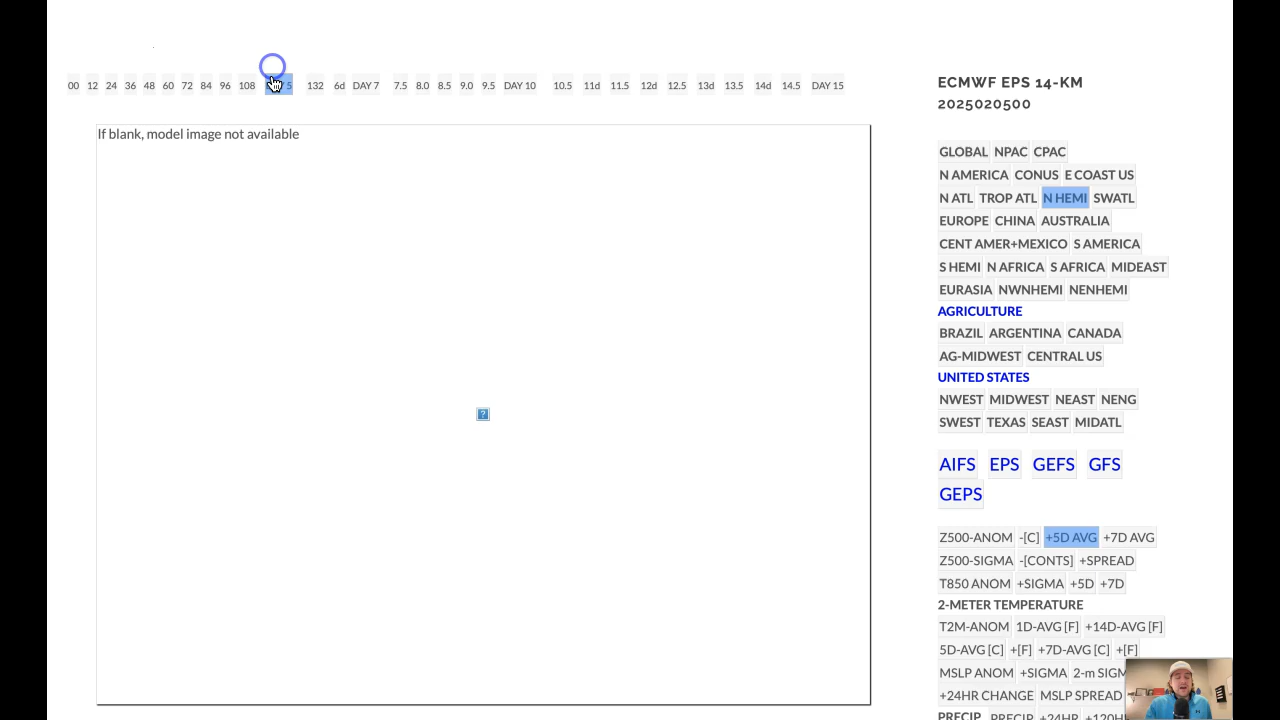 00 12 24 36 48 60 72 84 96 108 132 6d DAY 7 7.5 8.0 8.5 9.0 9.5 DAY 10 10.5 11d 11.5 12d 12.5 13d 13.5 14d 14.5 DAY 15
If blank, model image not available
ECMWF EPS 14-KM
2025020500
GLOBAL NPAC CPAC
N AMERICA CONUS E COAST US
N ATL TROP ATL N HEMI SWATL
EUROPE CHINA AUSTRALIA
CENT AMER+MEXICO S AMERICA
S HEMI N AFRICA S AFRICA MIDEAST
EURASIA NWNHEMI NENHEMI
AGRICULTURE
BRAZIL ARGENTINA CANADA
AG-MIDWEST CENTRAL US
UNITED STATES
NWEST MIDWEST NEAST NENG
SWEST TEXAS SEAST MIDATL
AIFS EPS GEFS GFS
GEPS
Z500-ANOM -[C] +5D AVG +7D AVG
Z500-SIGMA -[CONTS] +SPREAD
T850 ANOM +SIGMA +5D +7D
2-METER TEMPERATURE
T2M-ANOM 1D-AVG [F] +14D-AVG [F]
5D-AVG [C] +[F] +7D-AVG [C] +[F]
MSLP ANOM +SIGMA 2-m SIGM
+24HR CHANGE MSLP SPREAD
PRECIP PRECIP +24HR +120HR